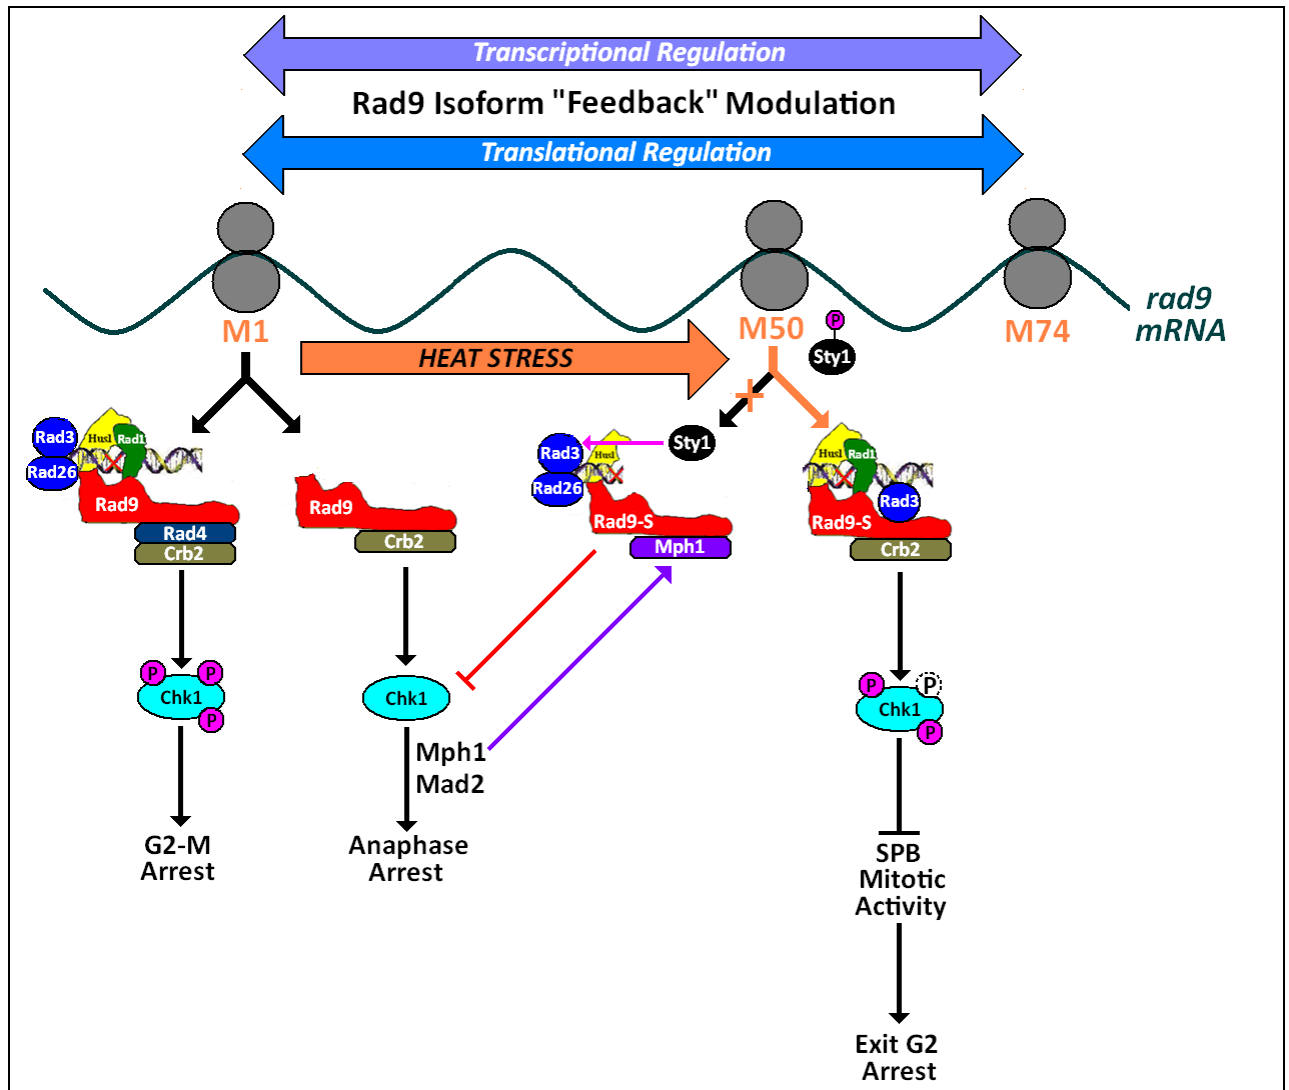 Transcriptional Regulation
Rad9 Isoform "Feedback" Modulation
Translational Regulation
M1
M50
M74
rad9
mRNA
P
Sty1
HEAT STRESS
Rad3
Rad26
Hus1
Rad1
Rad9
Rad4
Crb2
Rad9
Crb2
Sty1
Rad3
Rad26
Hus1
Rad9-S
Mph1
Hus1
Rad1
Rad3
Rad9-S
Crb2
P
P
Chk1
P
Chk1
P
P
Chk1
P
Mph1
Mad2
G2-M
Arrest
Anaphase
Arrest
SPB
Mitotic
Activity
Exit G2
Arrest